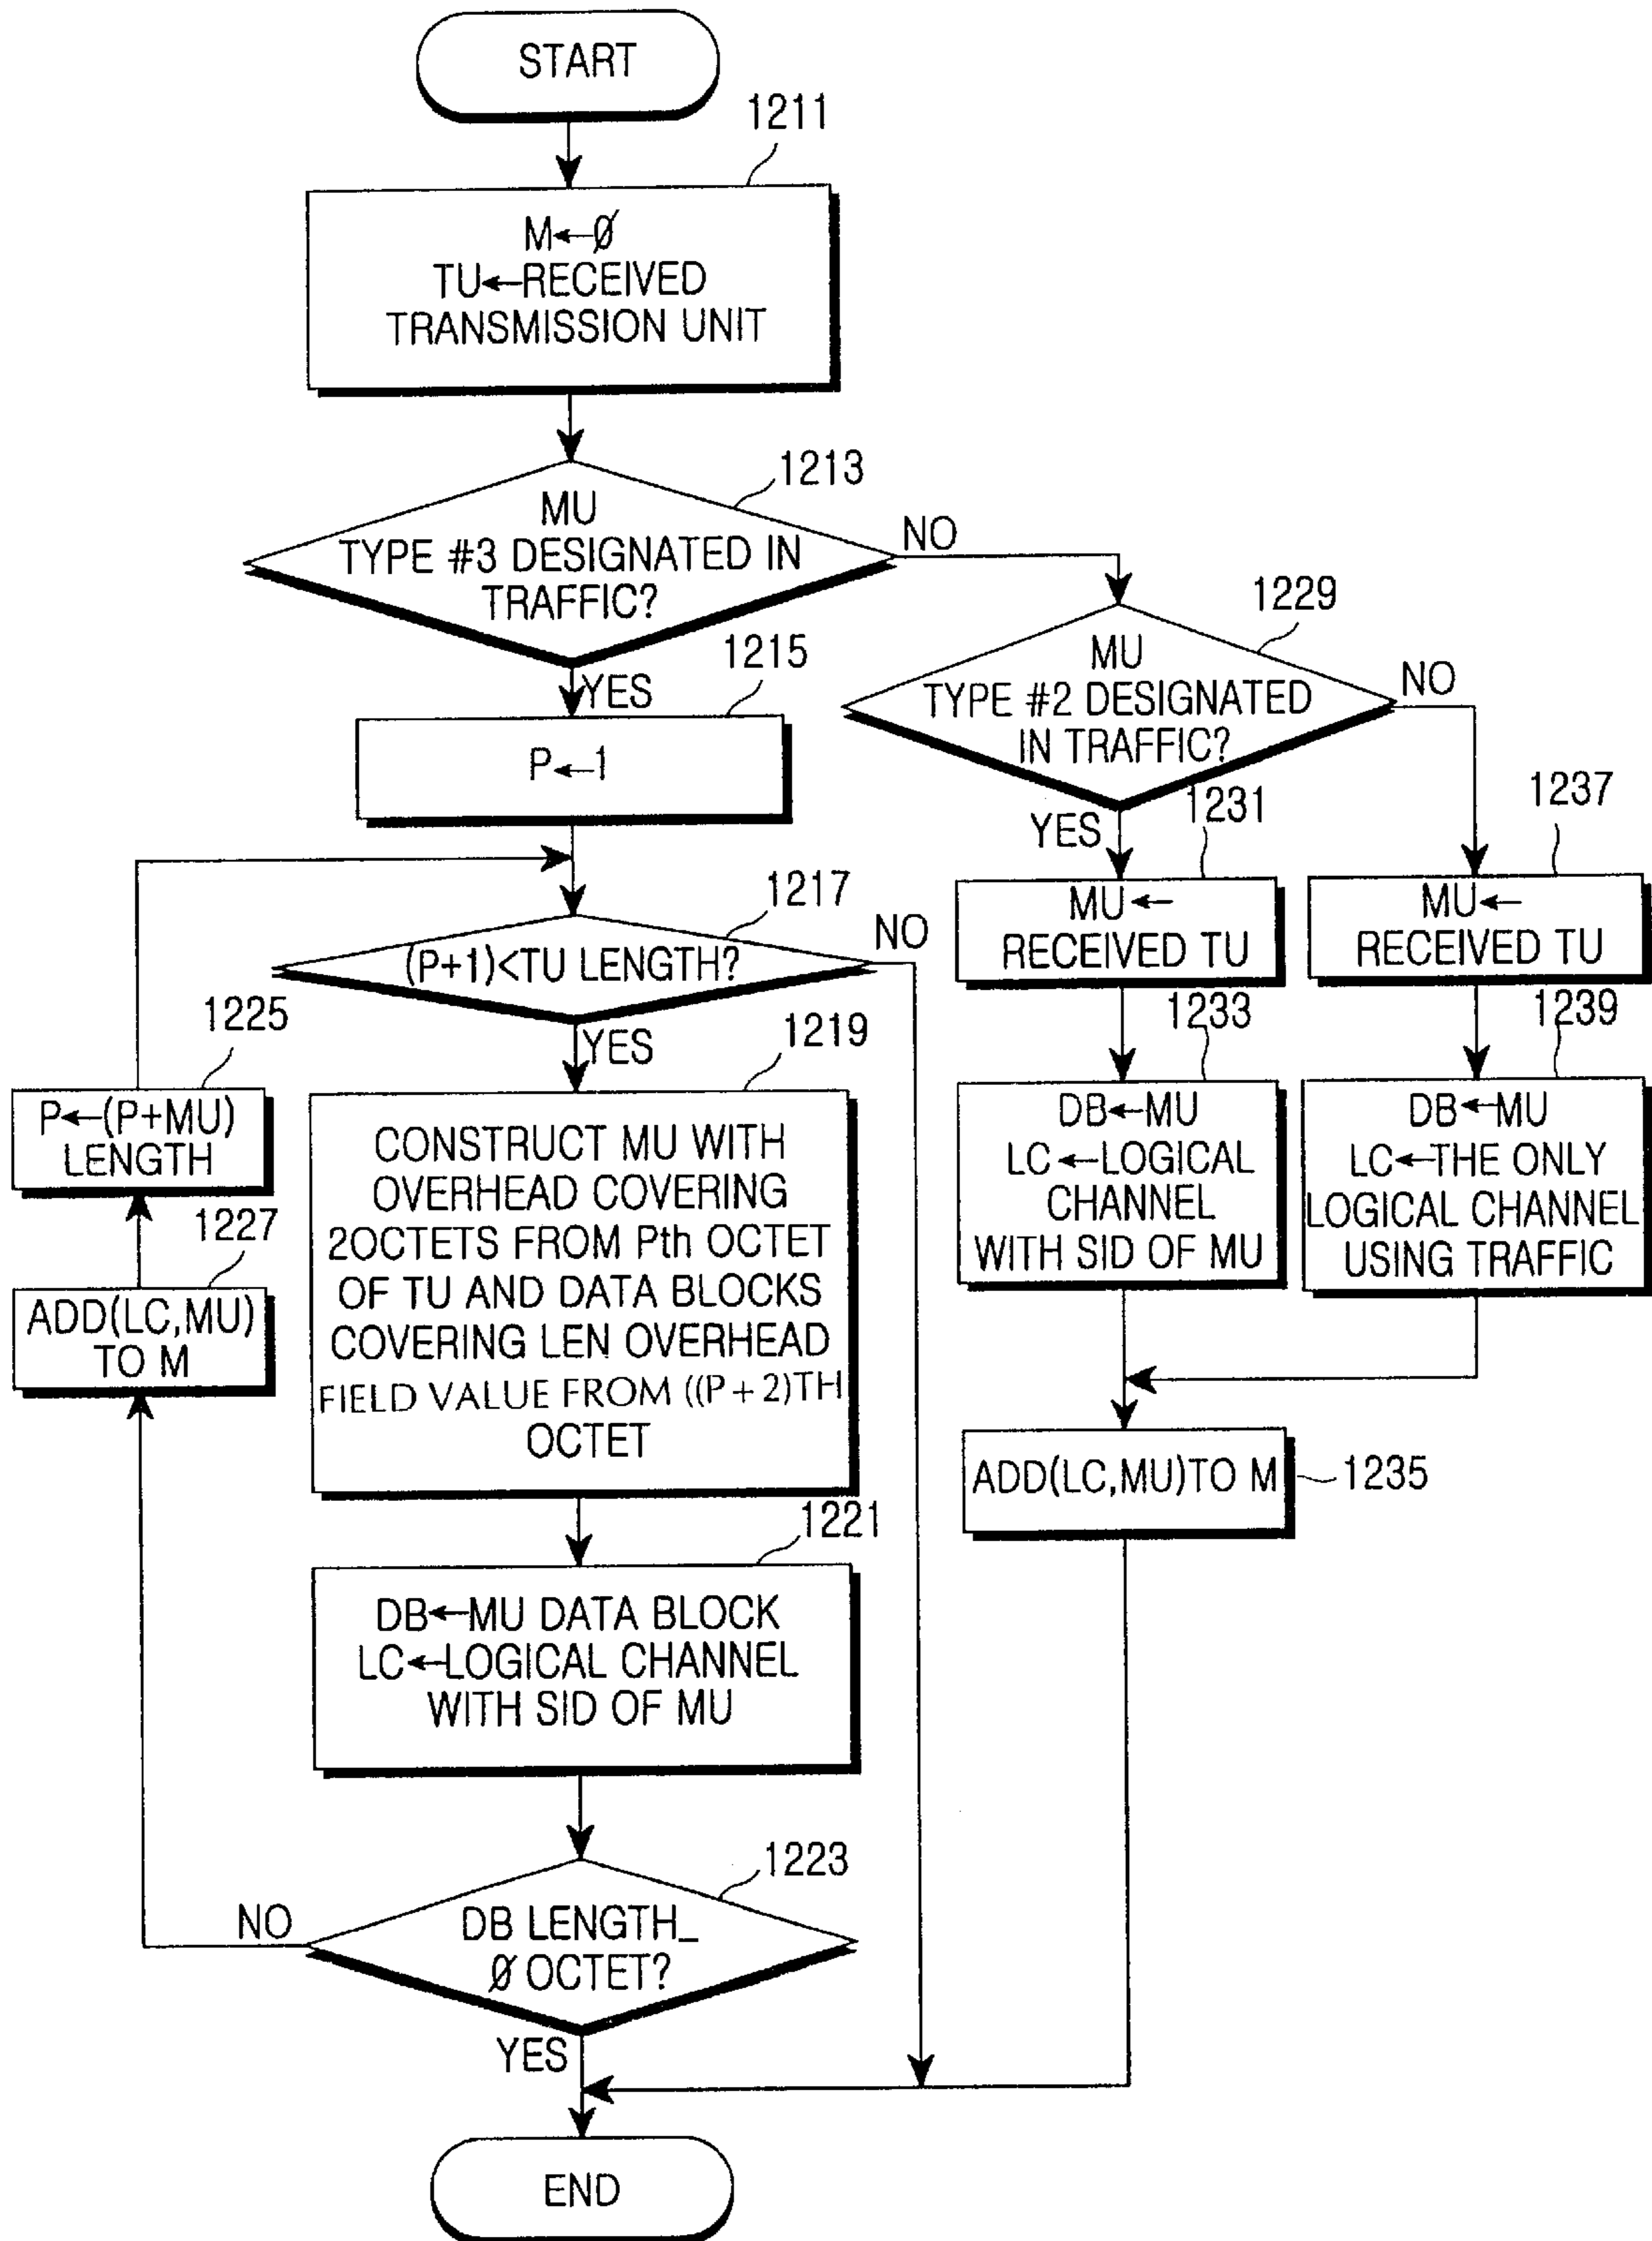 START
1211
M←Ø
TU←RECEIVED
TRANSMISSION UNIT
1213
MU
TYPE #3 DESIGNATED IN
TRAFFIC?
NO
YES
1215
P←1
1217
(P+1)<TU LENGTH?
NO
YES
1219
CONSTRUCT MU WITH
OVERHEAD COVERING
2OCTETS FROM Pth OCTET
OF TU AND DATA BLOCKS
COVERING LEN OVERHEAD
FIELD VALUE FROM ((P + 2)TH
OCTET
1221
DB←MU DATA BLOCK
LC←LOGICAL CHANNEL
WITH SID OF MU
1223
DB LENGTH_
Ø OCTET?
NO
YES
1225
P←(P+MU)
LENGTH
1227
ADD(LC,MU)
TO M
1229
MU
TYPE #2 DESIGNATED
IN TRAFFIC?
NO
YES
1231
MU←
RECEIVED TU
1233
DB←MU
LC←LOGICAL
CHANNEL
WITH SID OF MU
1237
MU←
RECEIVED TU
1239
DB←MU
LC←THE ONLY
LOGICAL CHANNEL
USING TRAFFIC
ADD(LC,MU)TO M
1235
END